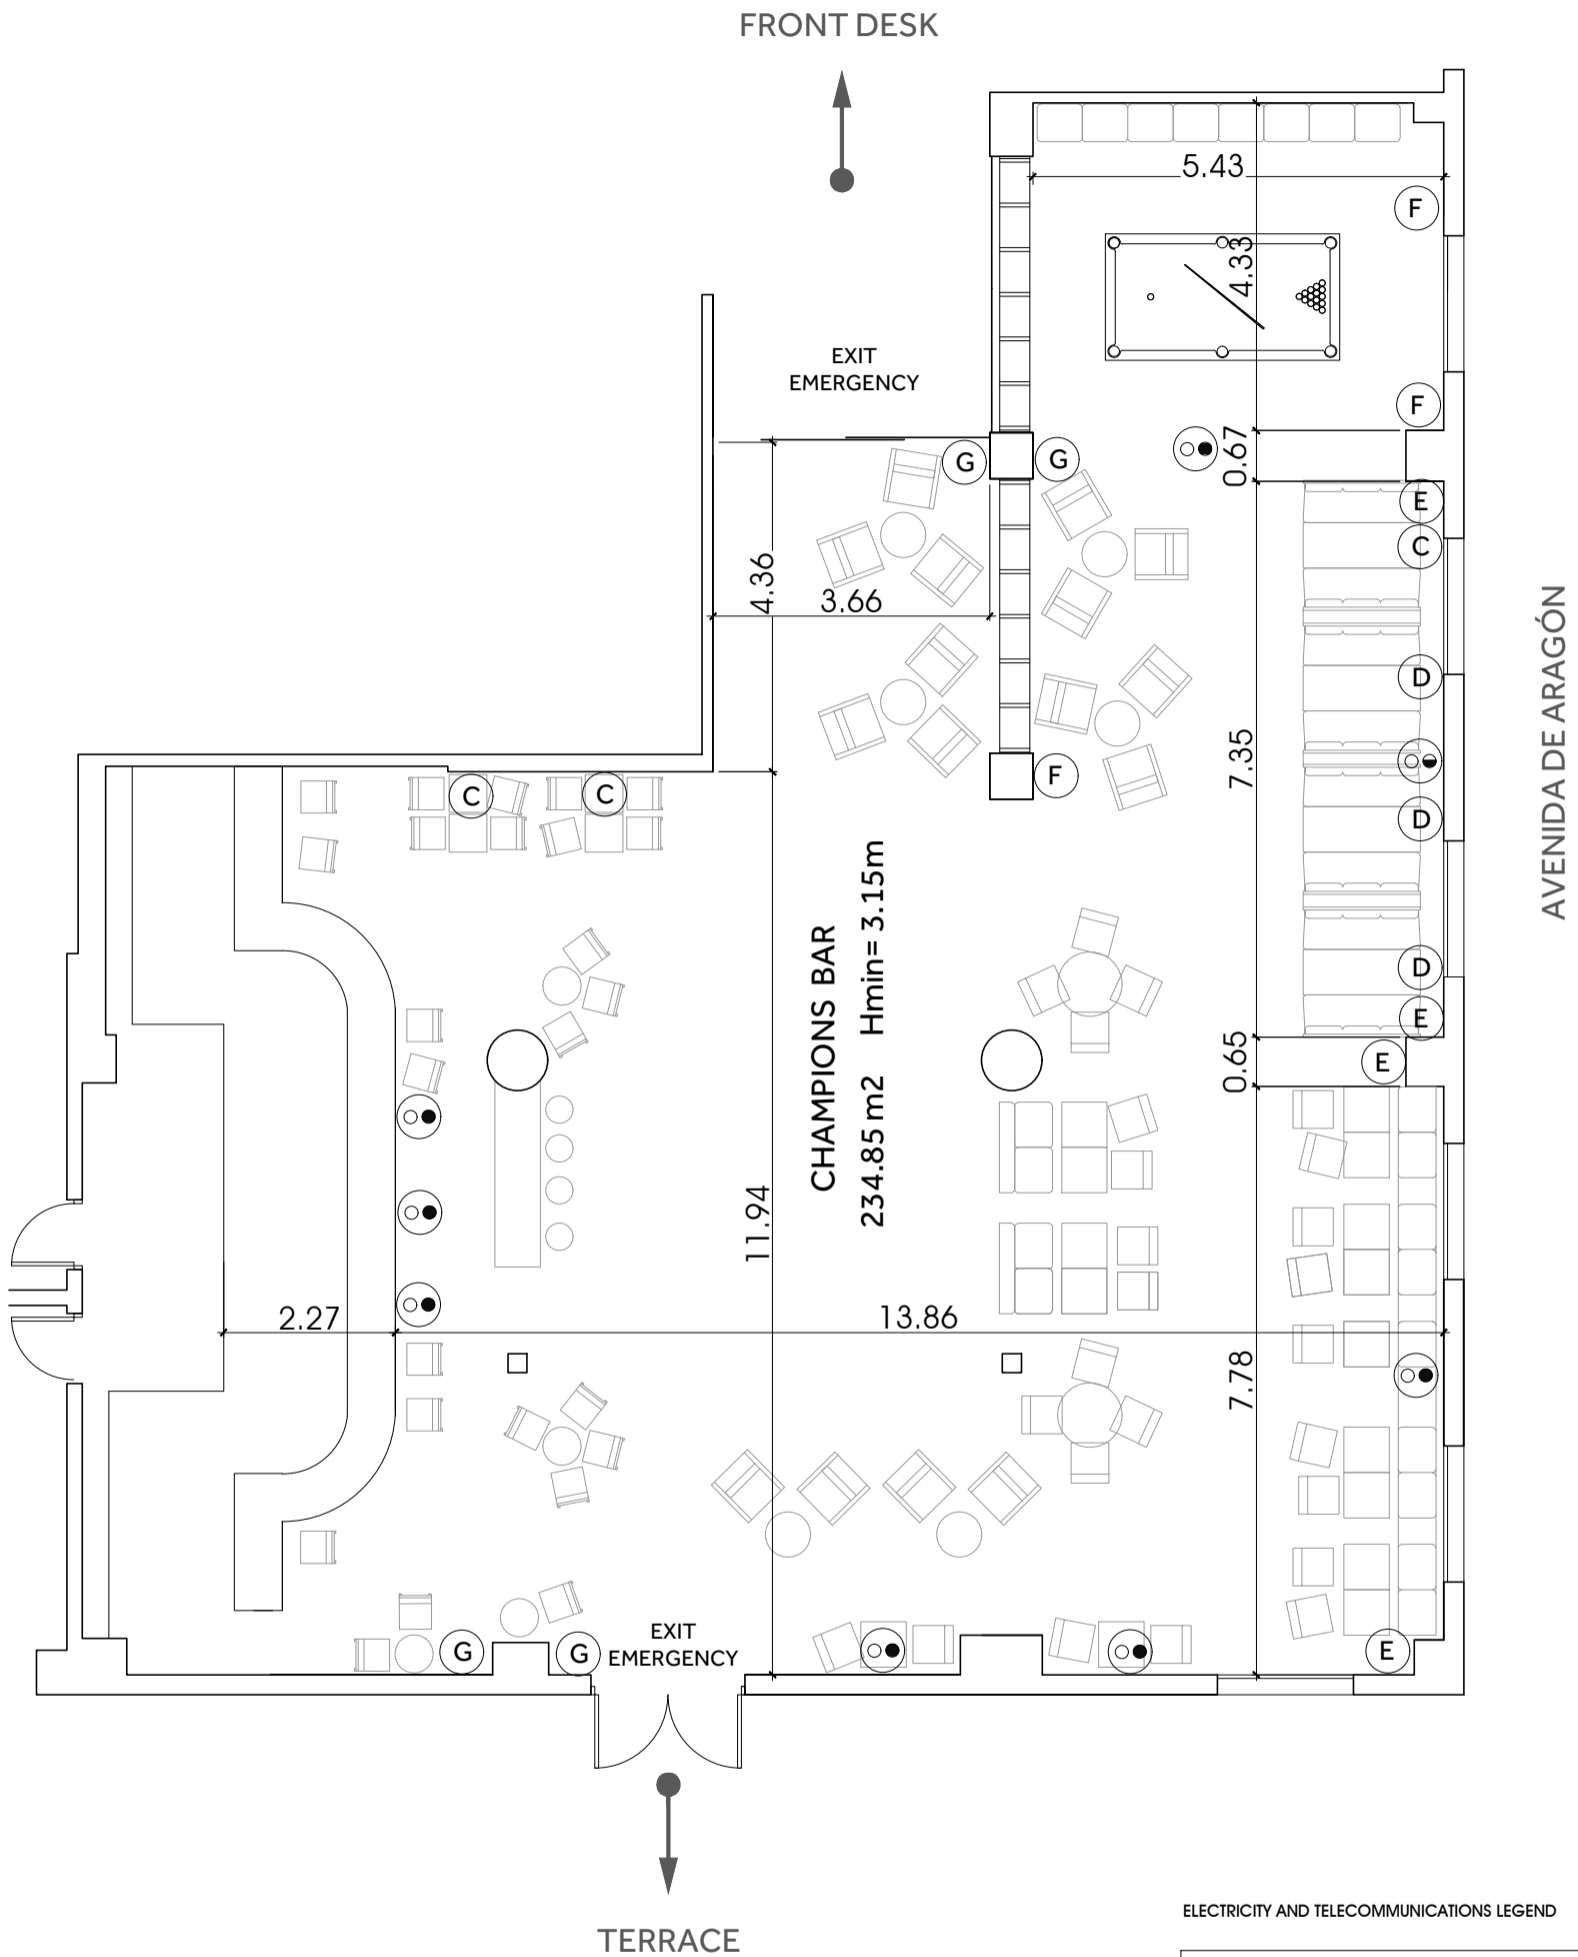 FRONT DESK
5.43
F
4.33
EXIT
EMERGENCY
F
0.67
G
G
E
C
4.36
3.66
D
AVENIDA DE ARAGÓN
7.35
F
C
C
D
CHAMPIONS BAR
234.85 m2 Hmin= 3.15m
D
E
0.65
E
11.94
2.27
13.86
7.78
EXIT
EMERGENCY
G
G
E
TERRACE
ELECTRICITY AND TELECOMMUNICATIONS LEGEND